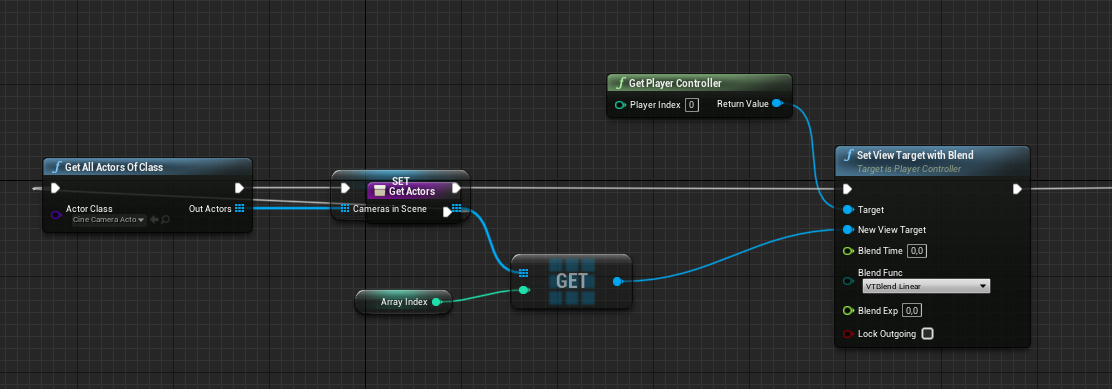 Get Player Controller
Player Index 0 Return Value
Get All Actors Of Class
Actor Class
Cine Camera Acto
Out Actors
SET
Get Actors
Cameras in Scene
Set View Target with Blend
Target is Player Controller
Target
New View Target
Blend Time 0,0
Blend Func
VTBlend Linear
Blend Exp 0,0
Lock Outgoing
GET
Array Index